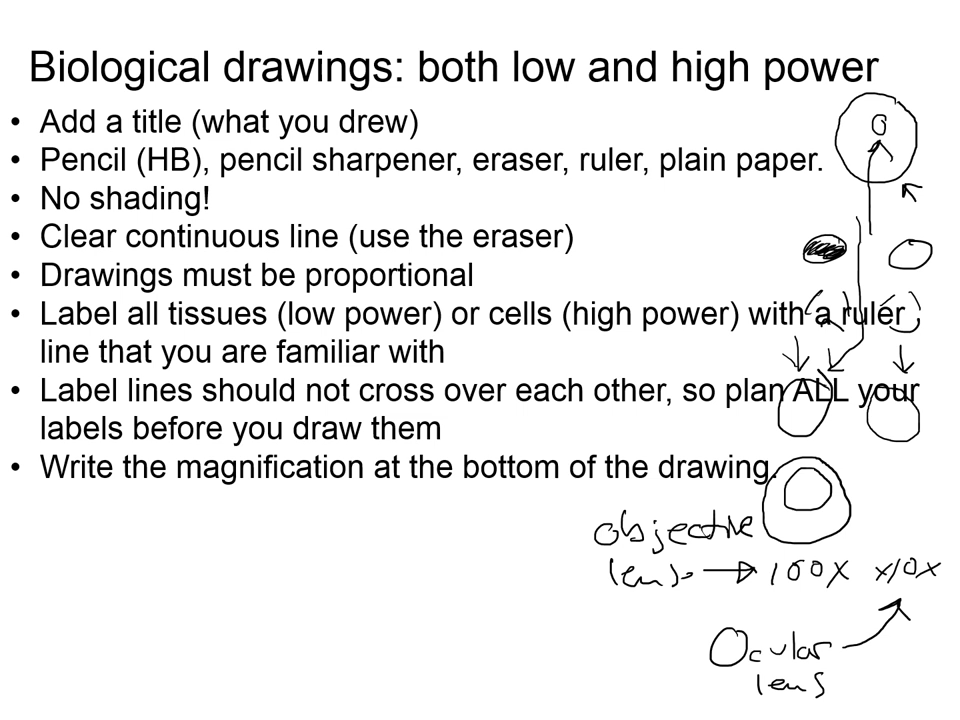 Biological drawings: both low and high power
• Add a title (what you drew)
• Pencil (HB), pencil sharpener, eraser, ruler, plain paper.
• No shading!
• Clear continuous line (use the eraser)
• Drawings must be proportional
• Label all tissues (low power) or cells (high power) with a ruler
line that you are familiar with
• Label lines should not cross over each other, so plan ALL your
labels before you draw them
• Write the magnification at the bottom of the drawing.
objective
lens → 100X x10x
Ocular
lens